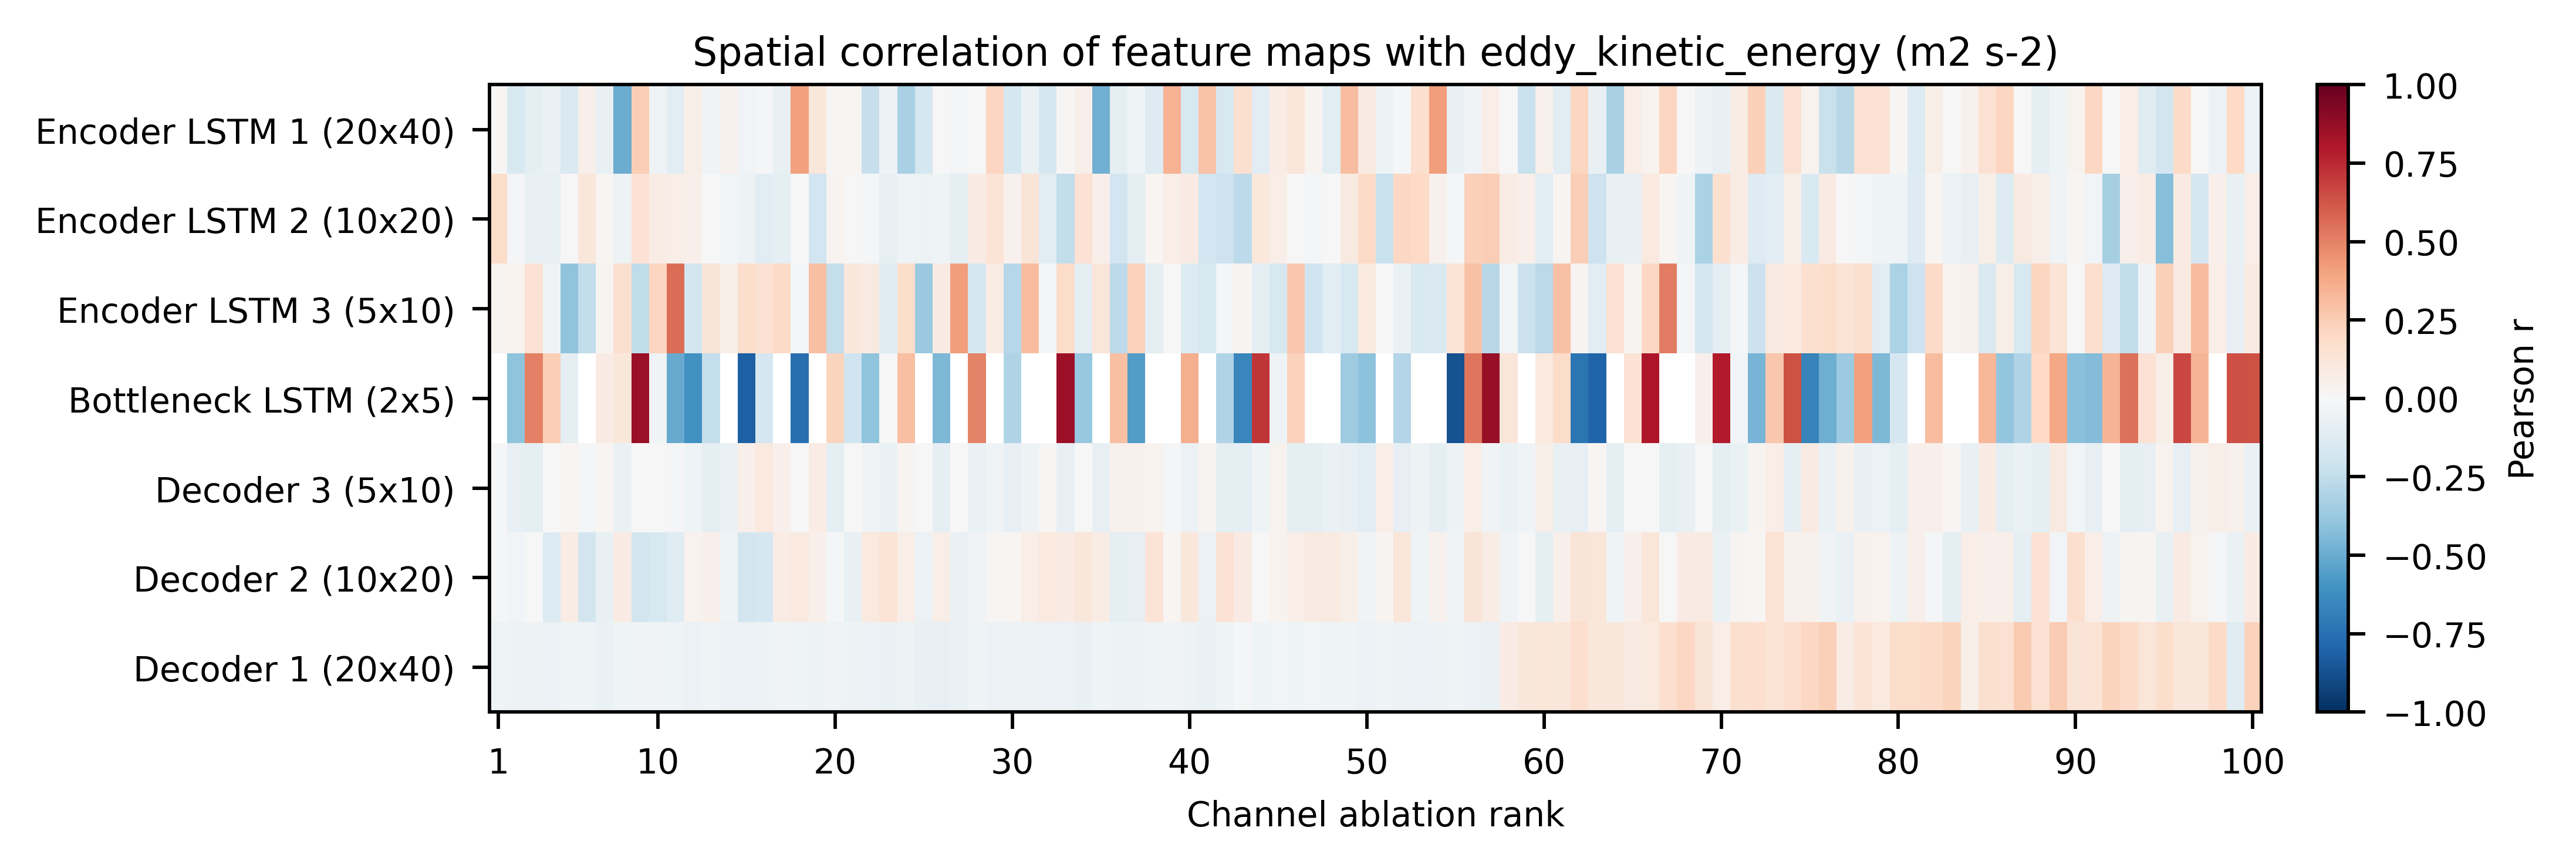 Spatial correlation of feature maps with eddy_kinetic_energy (m2 s-2)
Encoder LSTM 1 (20x40)
Encoder LSTM 2 (10x20)
Encoder LSTM 3 (5x10)
Bottleneck LSTM (2x5)
Decoder 3 (5x10)
Decoder 2 (10x20)
Decoder 1 (20x40)
1 10 20 30 40 50 60 70 80 90 100
Channel ablation rank
1.00
0.75
0.50
0.25
0.00
−0.25
−0.50
−0.75
−1.00
Pearson r